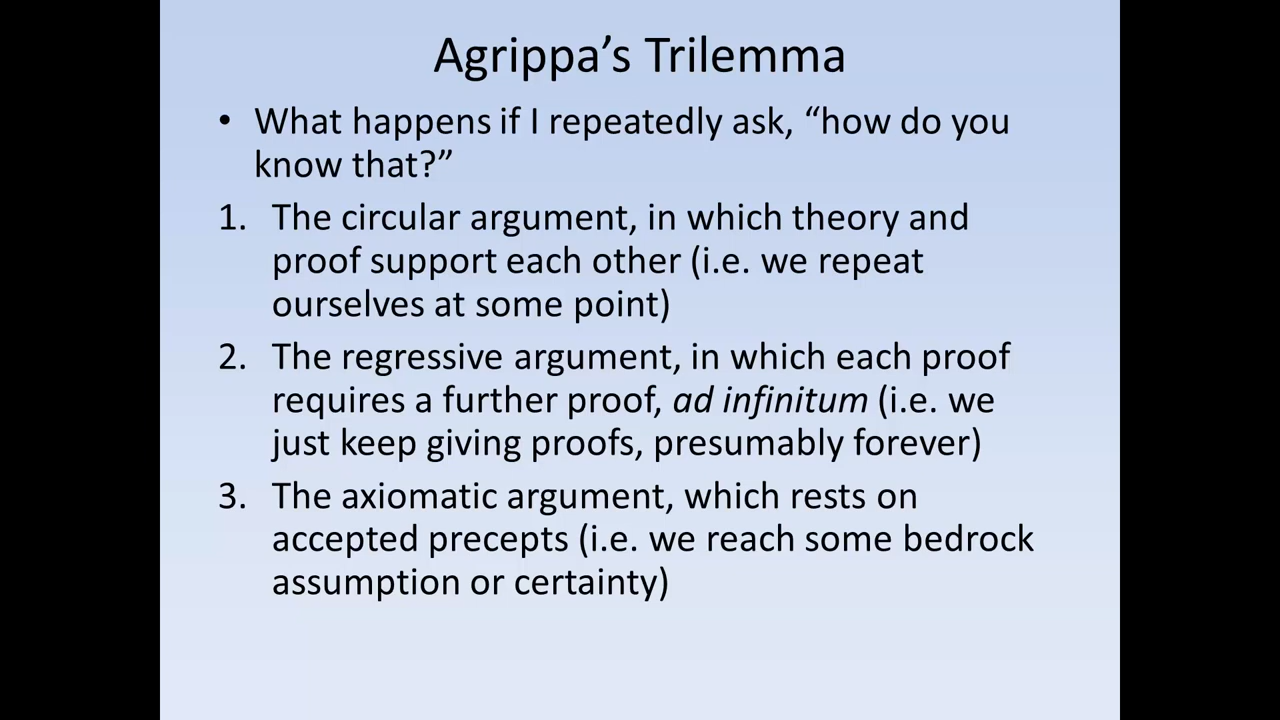 Agrippa’s Trilemma
• What happens if I repeatedly ask, “how do you
know that?”
1. The circular argument, in which theory and
proof support each other (i.e. we repeat
ourselves at some point)
2. The regressive argument, in which each proof
requires a further proof, ad infinitum (i.e. we
just keep giving proofs, presumably forever)
3. The axiomatic argument, which rests on
accepted precepts (i.e. we reach some bedrock
assumption or certainty)